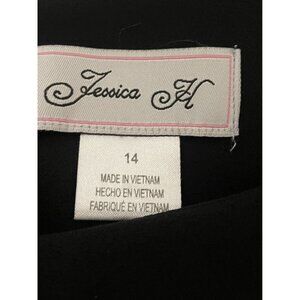 Jessica H
14
MADE IN VIETNAM
HECHO EN VIETNAM
FABRIQUÉ EN VIETNAM